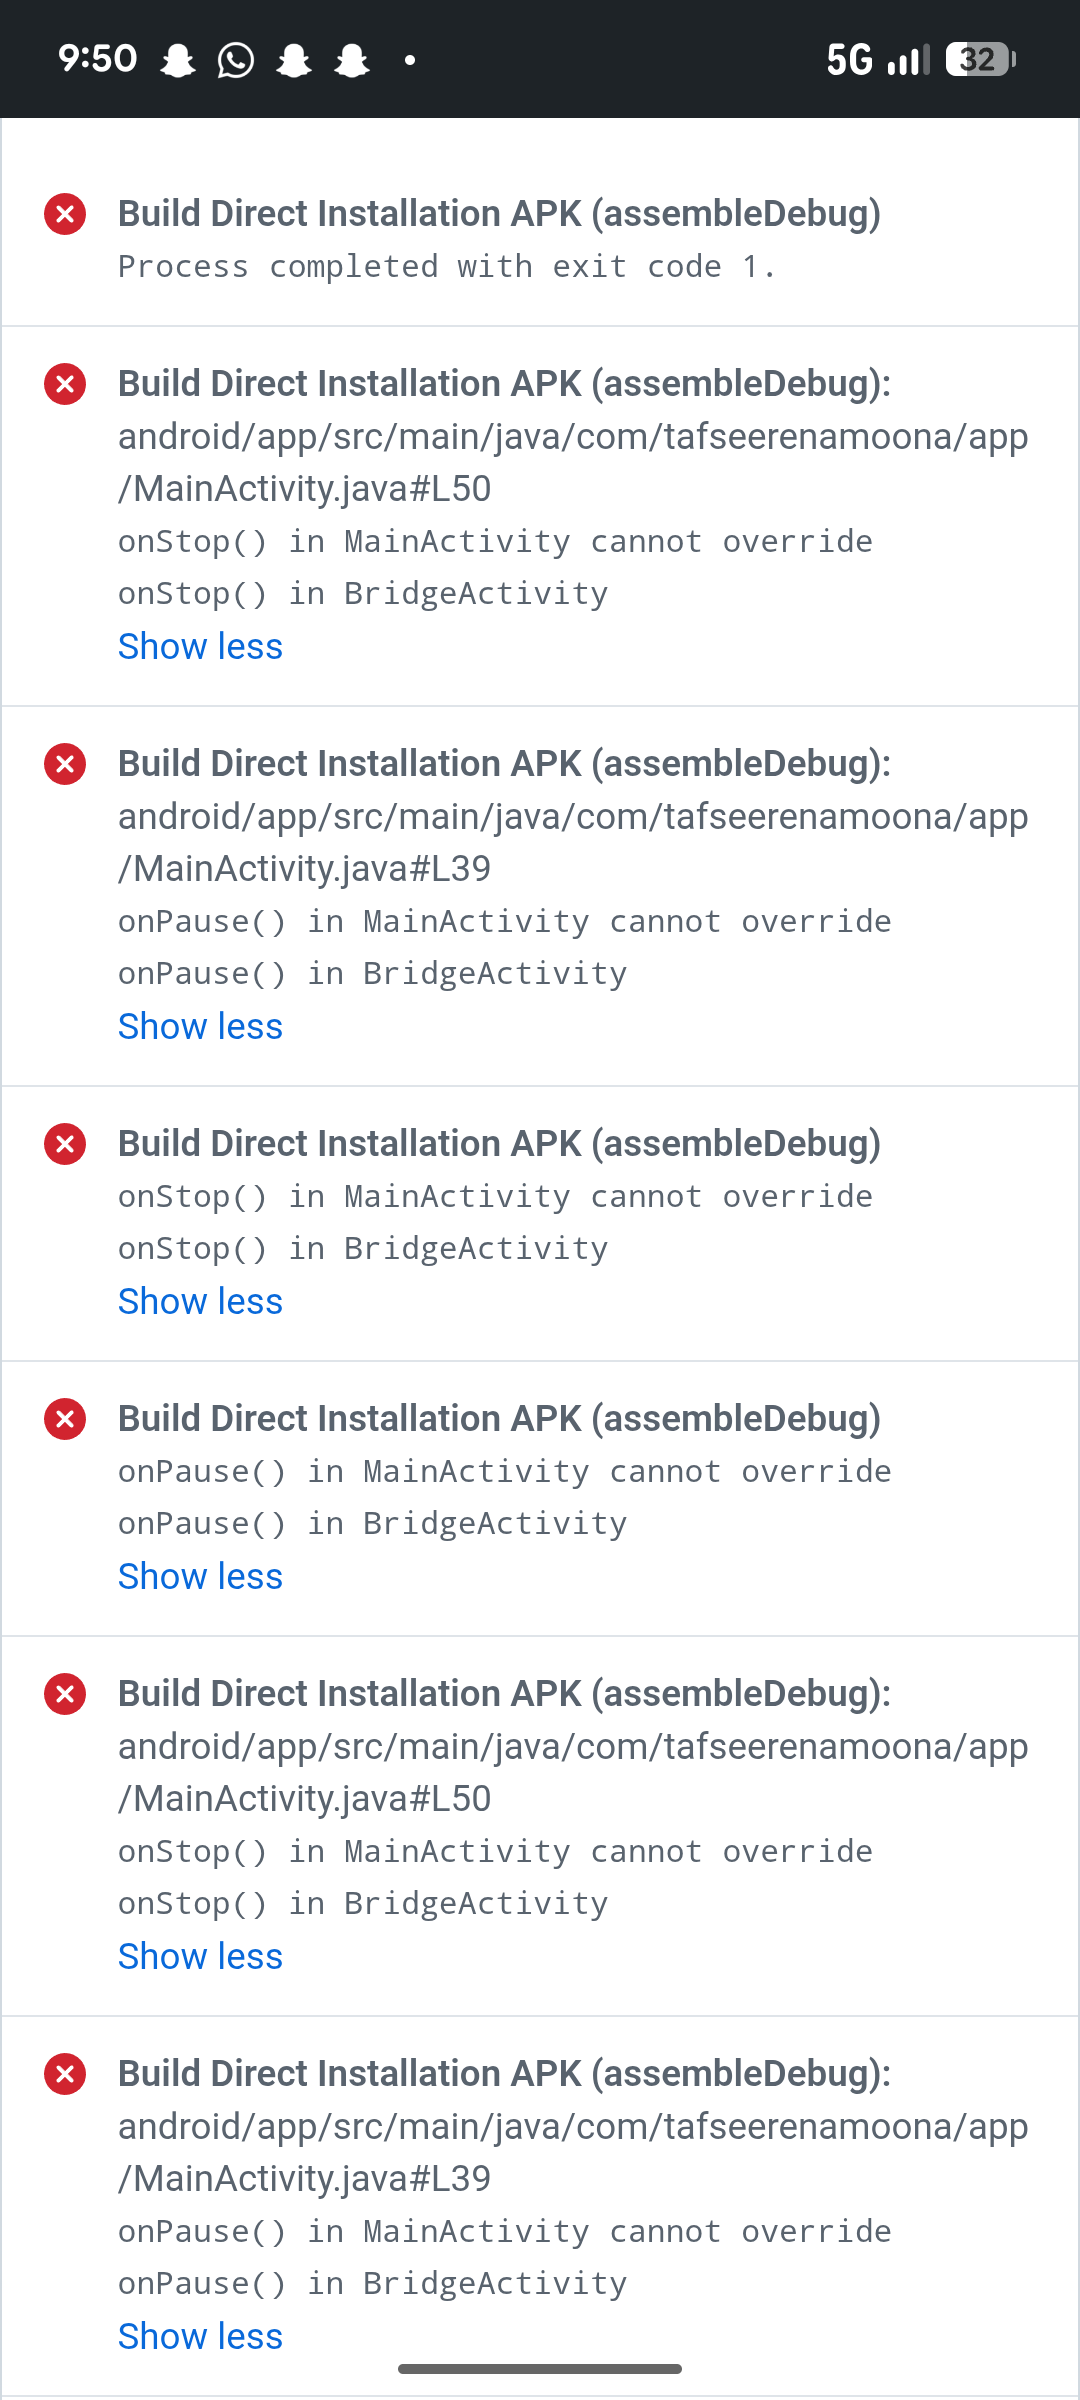 9:50
5G
32
Build Direct Installation APK (assembleDebug)
Process completed with exit code 1.
Build Direct Installation APK (assembleDebug):
android/app/src/main/java/com/tafseerenamoona/app
/MainActivity.java#L50
onStop() in MainActivity cannot override
onStop() in BridgeActivity
Show less
Build Direct Installation APK (assembleDebug):
android/app/src/main/java/com/tafseerenamoona/app
/MainActivity.java#L39
onPause() in MainActivity cannot override
onPause() in BridgeActivity
Show less
Build Direct Installation APK (assembleDebug)
onStop() in MainActivity cannot override
onStop() in BridgeActivity
Show less
Build Direct Installation APK (assembleDebug)
onPause() in MainActivity cannot override
onPause() in BridgeActivity
Show less
Build Direct Installation APK (assembleDebug):
android/app/src/main/java/com/tafseerenamoona/app
/MainActivity.java#L50
onStop() in MainActivity cannot override
onStop() in BridgeActivity
Show less
Build Direct Installation APK (assembleDebug):
android/app/src/main/java/com/tafseerenamoona/app
/MainActivity.java#L39
onPause() in MainActivity cannot override
onPause() in BridgeActivity
Show less